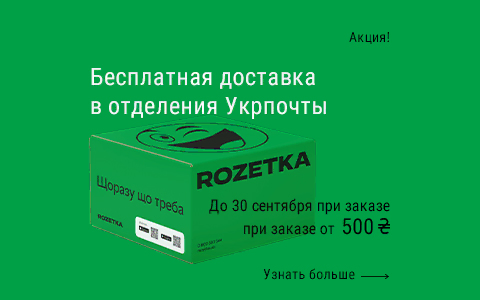 Акция!
Бесплатная доставка
в отделения Укрпочты
ROZETKA
Щоразу що треба
ROZETKA
До 30 сентября при заказе
при заказе от 500 ₴
Узнать больше